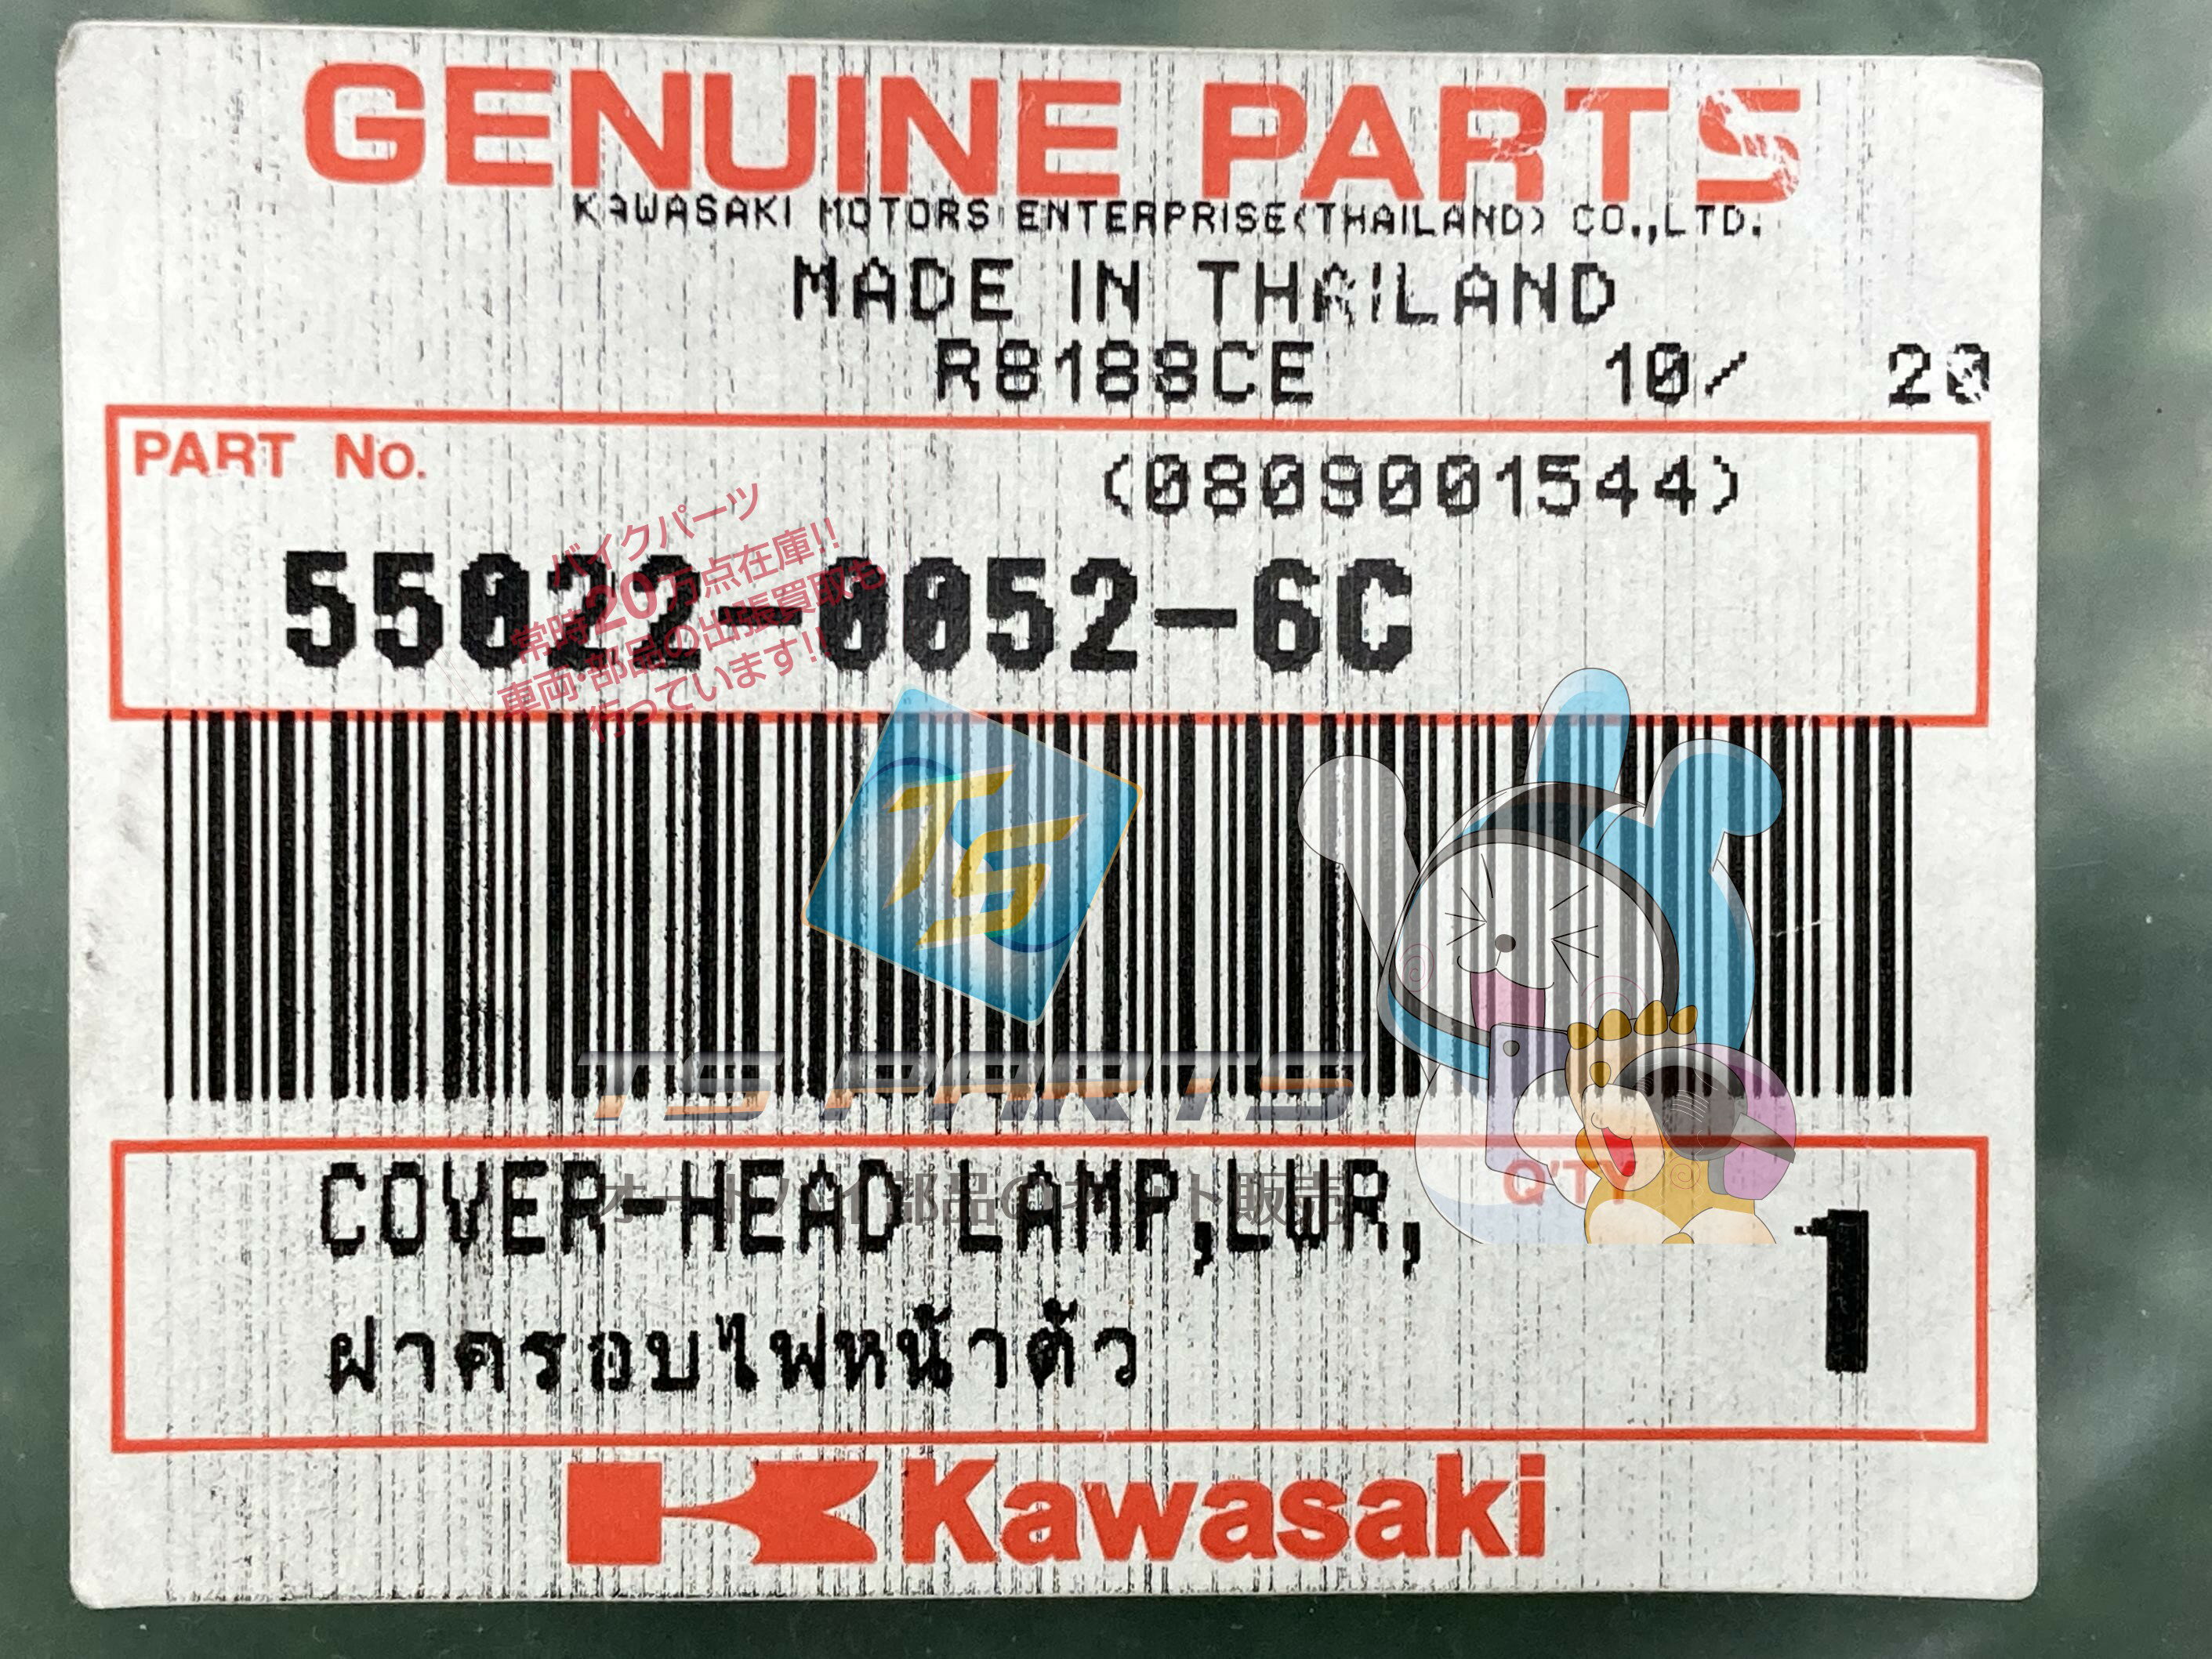 GENUINE PARTS
KAWASAKI MOTORS ENTERPRISE(THAILAND) CO.,LTD.
MADE IN THAILAND
R8188CE 10/ 20
PART No. (0809001544)
バイクパーツ
常時20万点在庫!!
車両・部品の出張買取も
行っています!!
55022-0052-6C
TS
TS PARTS
オートバイ部品のネット販売
COVER-HEAD LAMP,LWR,
Q'TY
1
ฝาครอบไฟหน้าตัว
Kawasaki